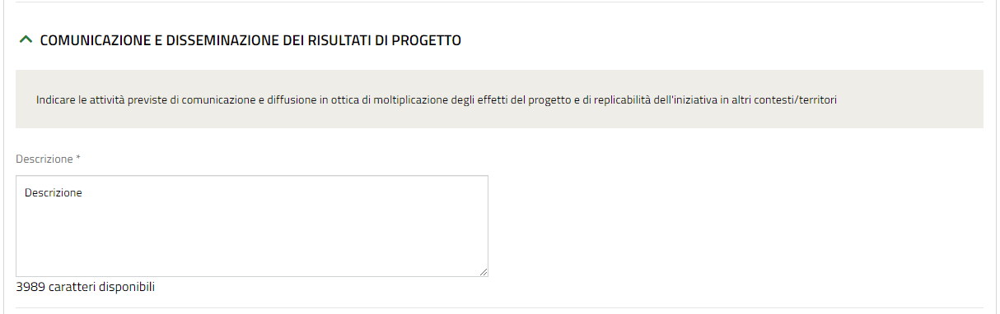 COMUNICAZIONE E DISSEMINAZIONE DEI RISULTATI DI PROGETTO
Indicare le attività previste di comunicazione e diffusione in ottica di moltiplicazione degli effetti del progetto e di replicabilità dell'iniziativa in altri contesti/territori
Descrizione *
Descrizione
3989 caratteri disponibili